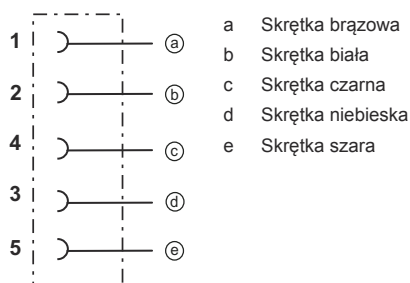 1 a
2 b
4 c
3 d
5 e
a Skrętka brązowa
b Skrętka biała
c Skrętka czarna
d Skrętka niebieska
e Skrętka szara